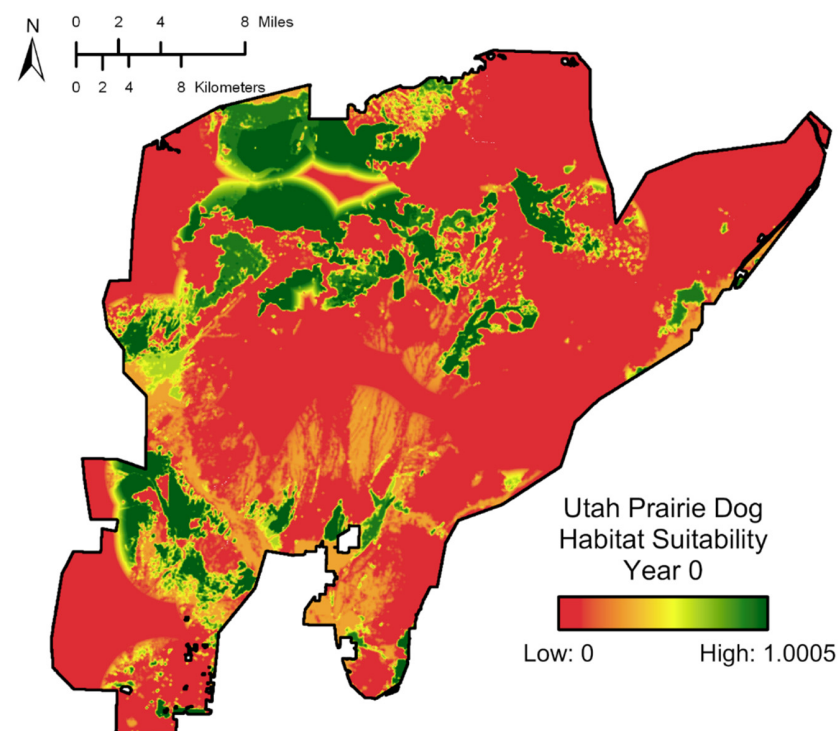 N
0 2 4 8 Miles
0 2 4 8 Kilometers
Utah Prairie Dog
Habitat Suitability
Year 0
Low: 0 High: 1.0005